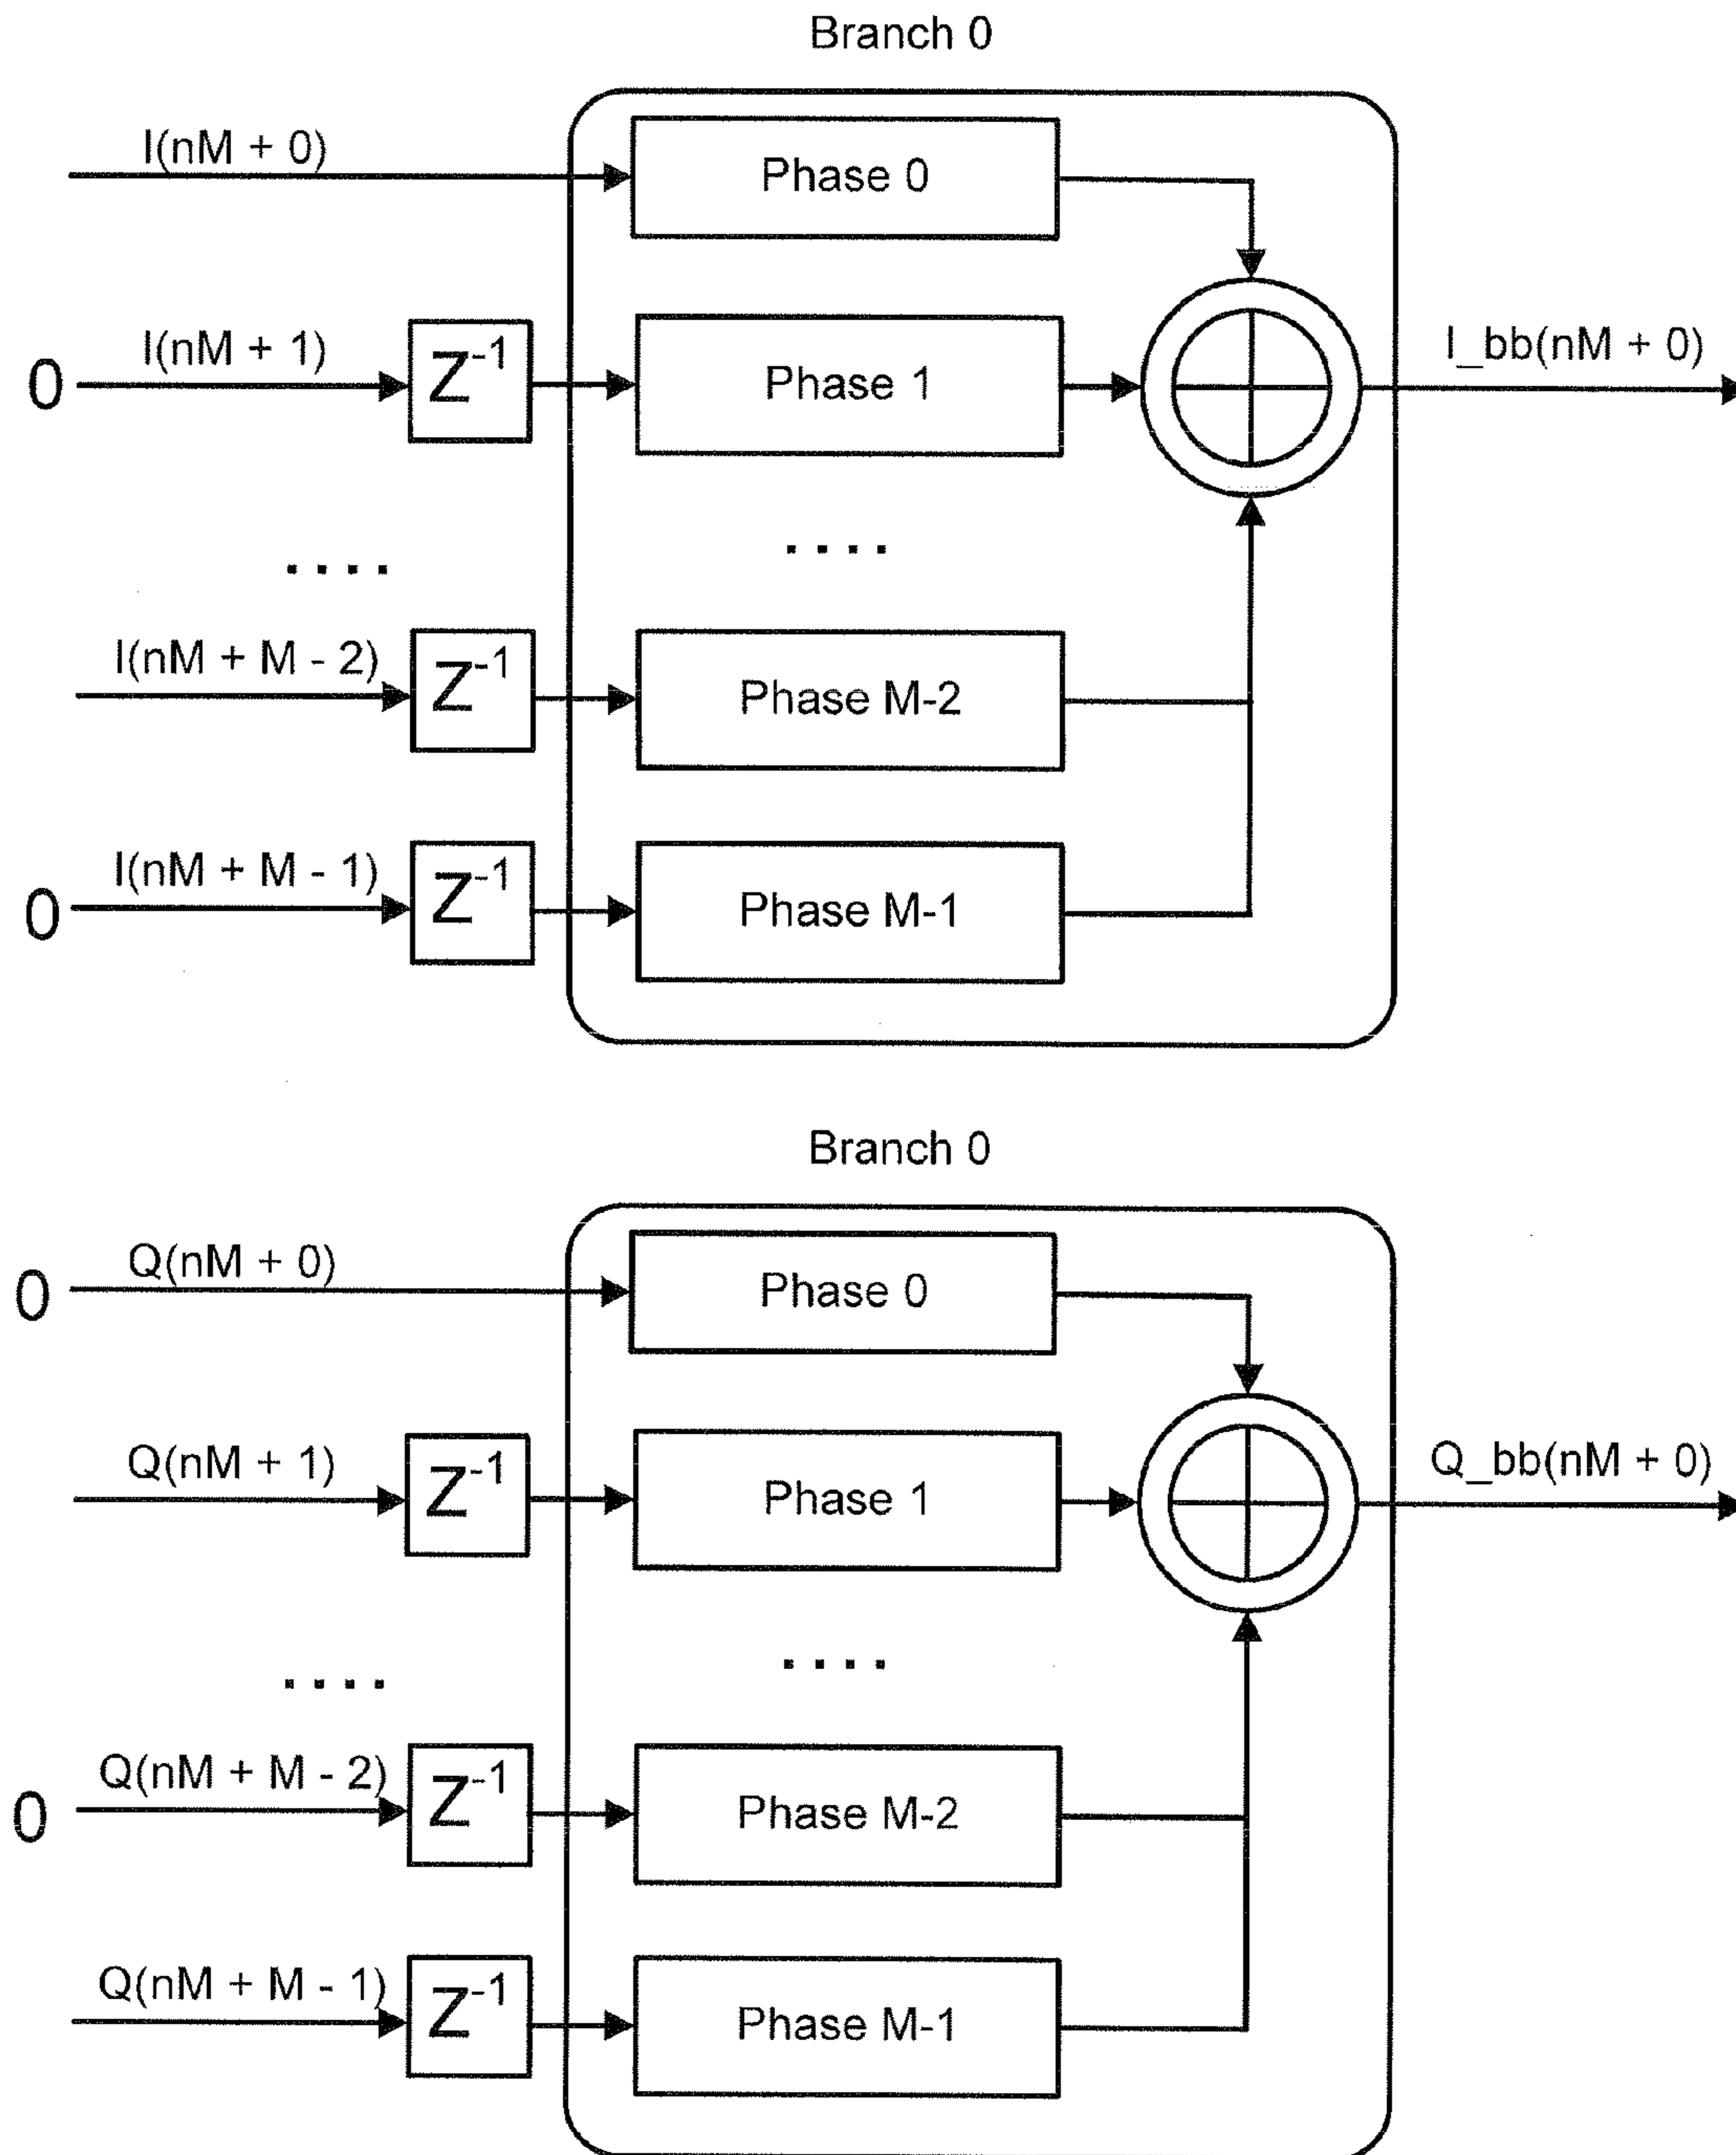 Branch 0
I(nM + 0)
Phase 0
I(nM + 1)
0
Z-1
Phase 1
I_bb(nM + 0)
....
....
I(nM + M - 2)
Z-1
Phase M-2
I(nM + M - 1)
0
Z-1
Phase M-1
Branch 0
Q(nM + 0)
0
Phase 0
Q(nM + 1)
Z-1
Phase 1
Q_bb(nM + 0)
....
....
Q(nM + M - 2)
0
Z-1
Phase M-2
Q(nM + M - 1)
Z-1
Phase M-1